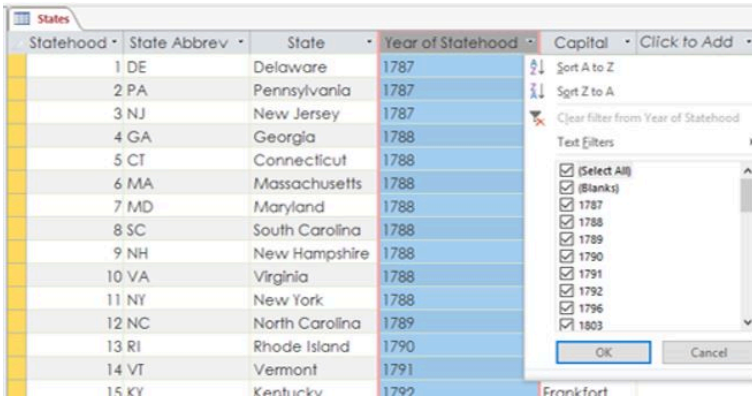 States
Statehood State Abbrev State Year of Statehood Capital Click to Add
1 DE Delaware 1787
2 PA Pennsylvania 1787
3 NJ New Jersey 1787
4 GA Georgia 1788
5 CT Connecticut 1788
6 MA Massachusetts 1788
7 MD Maryland 1788
8 SC South Carolina 1788
9 NH New Hampshire 1788
10 VA Virginia 1788
11 NY New York 1788
12 NC North Carolina 1789
13 RI Rhode Island 1790
14 VT Vermont 1791
15 KY Kentucky 1792 Frankfort
Sort A to Z
Sort Z to A
Clear filter from Year of Statehood
Text Filters
(Select All)
(Blanks)
1787
1788
1789
1790
1791
1792
1796
1803
OK Cancel